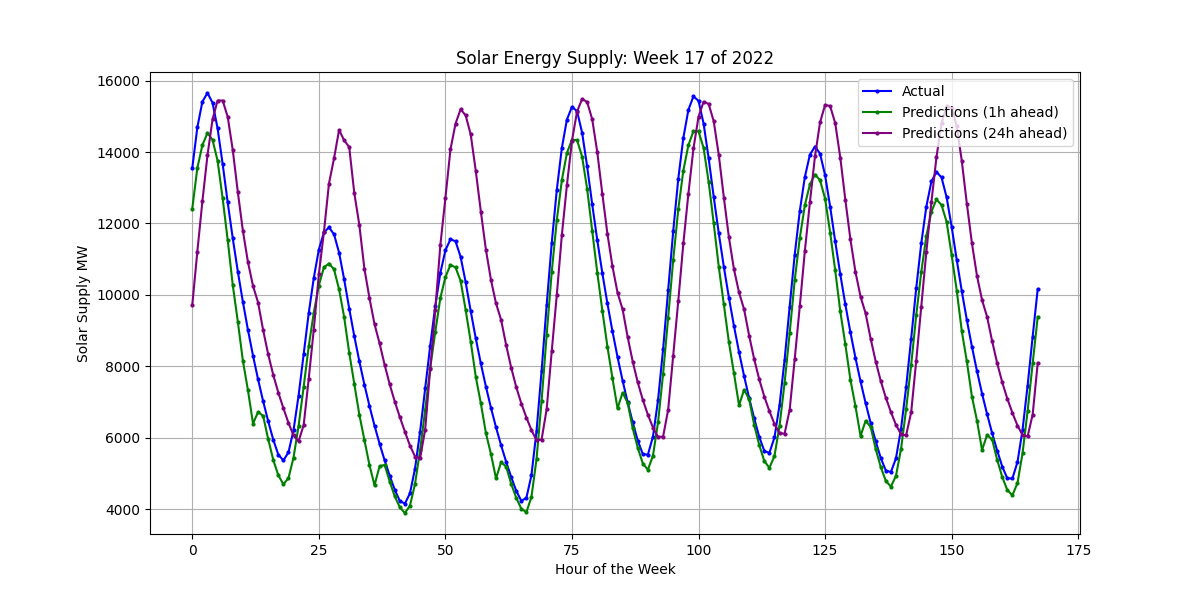 Solar Energy Supply: Week 17 of 2022
Actual
Predictions (1h ahead)
Predictions (24h ahead)
Solar Supply MW
16000
14000
12000
10000
8000
6000
4000
0 25 50 75 100 125 150 175
Hour of the Week